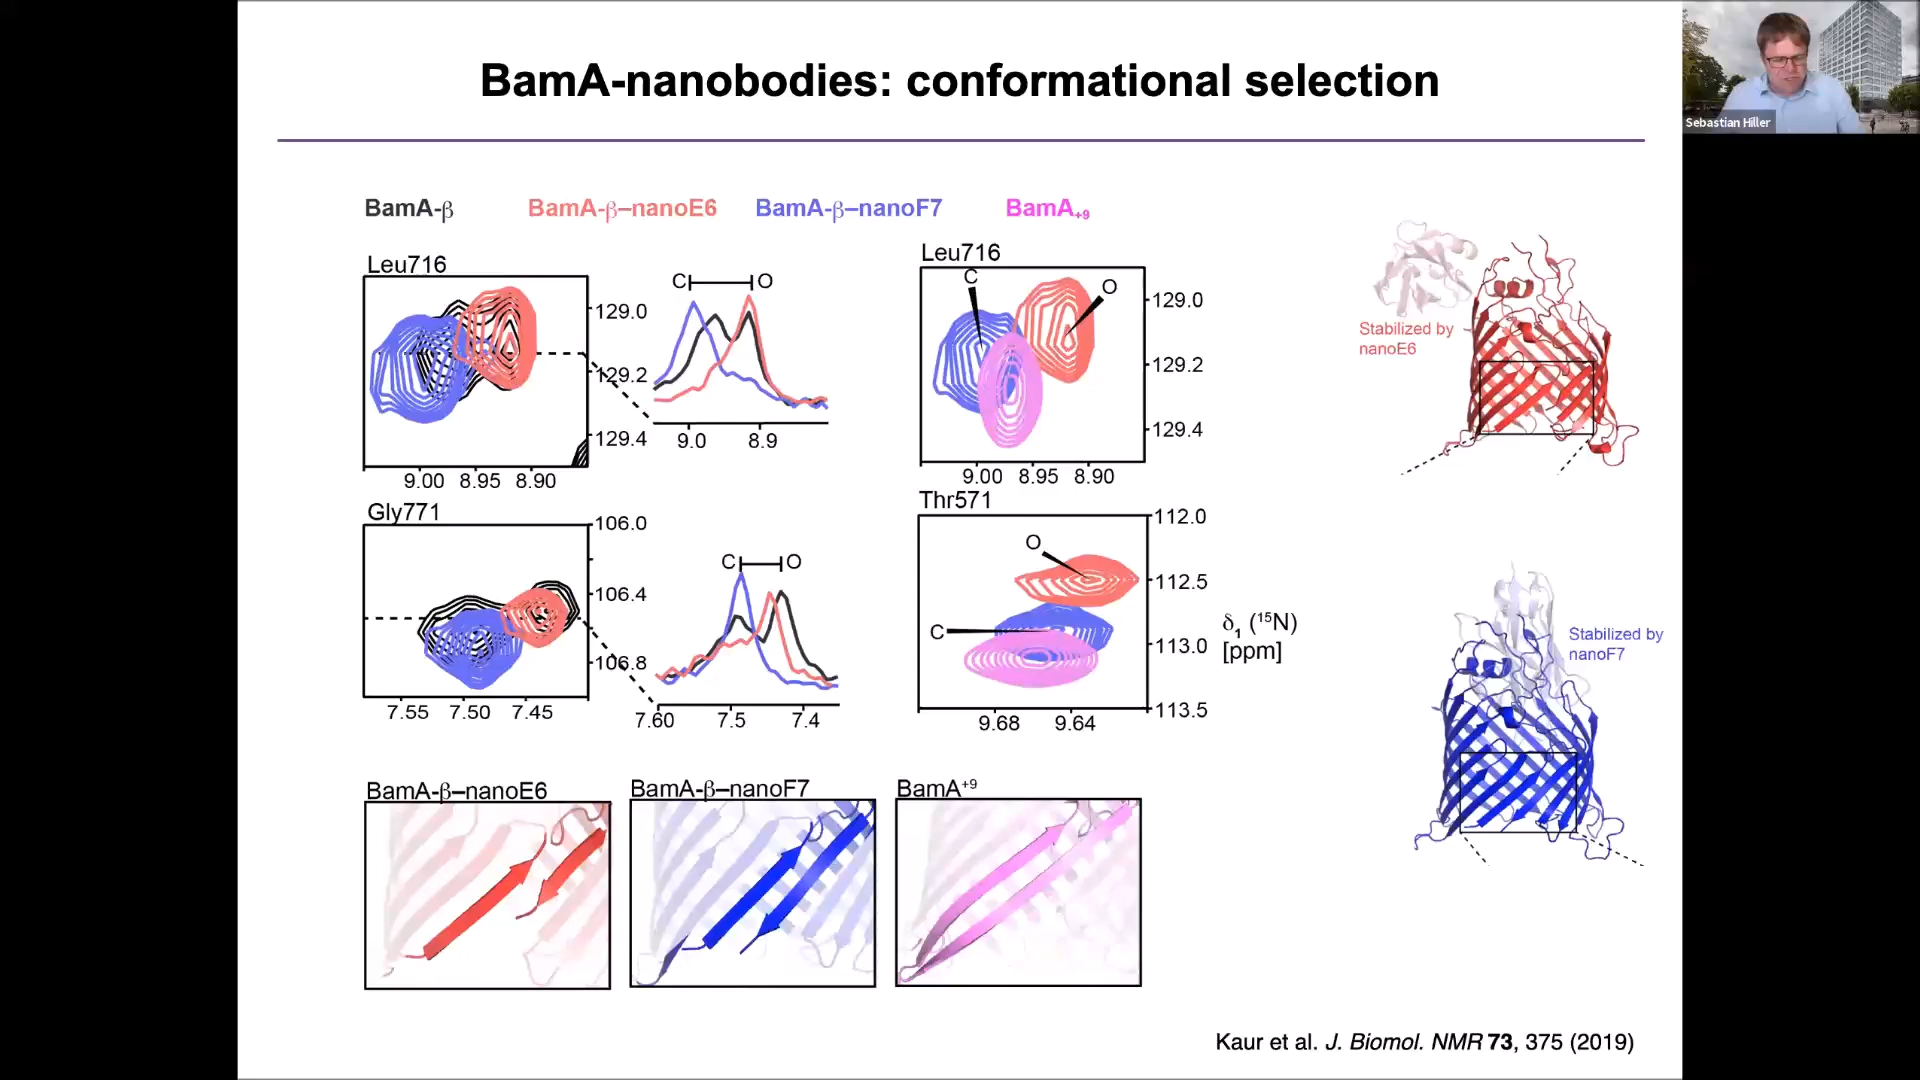 BamA-nanobodies: conformational selection
Sebastian Hiller
BamA-β BamA-β–nanoE6 BamA-β–nanoF7 BamA+9
Leu716
C O
129.0
129.2
129.4
9.00 8.95 8.90
9.0 8.9
Leu716
C O
129.0
129.2
129.4
9.00 8.95 8.90
Stabilized by
nanoE6
Gly771
C O
106.0
106.4
106.8
7.55 7.50 7.45
7.60 7.5 7.4
Thr571
O
C
112.0
112.5
113.0
113.5
9.68 9.64
δ1 (15N)
[ppm]
Stabilized by
nanoF7
BamA-β–nanoE6 BamA-β–nanoF7 BamA+9
Kaur et al. J. Biomol. NMR 73, 375 (2019)